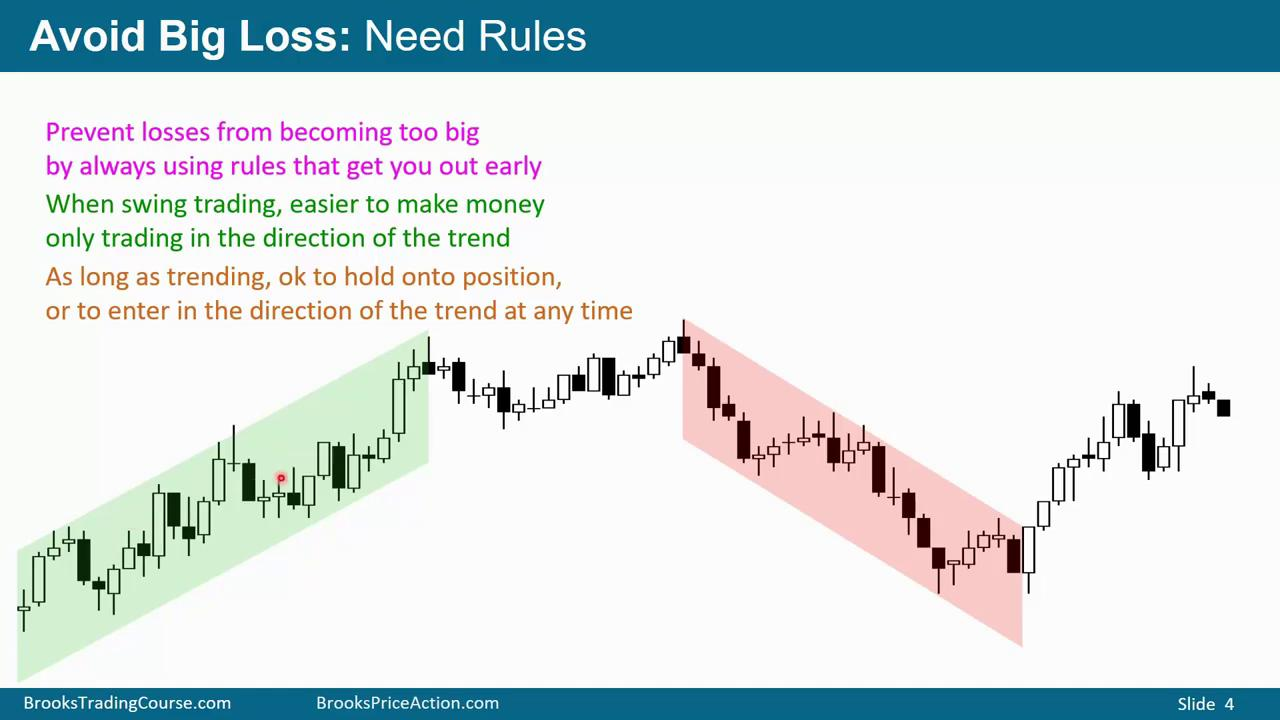 Avoid Big Loss: Need Rules
Prevent losses from becoming too big
by always using rules that get you out early
When swing trading, easier to make money
only trading in the direction of the trend
As long as trending, ok to hold onto position,
or to enter in the direction of the trend at any time
BrooksTradingCourse.com
BrooksPriceAction.com
Slide 4